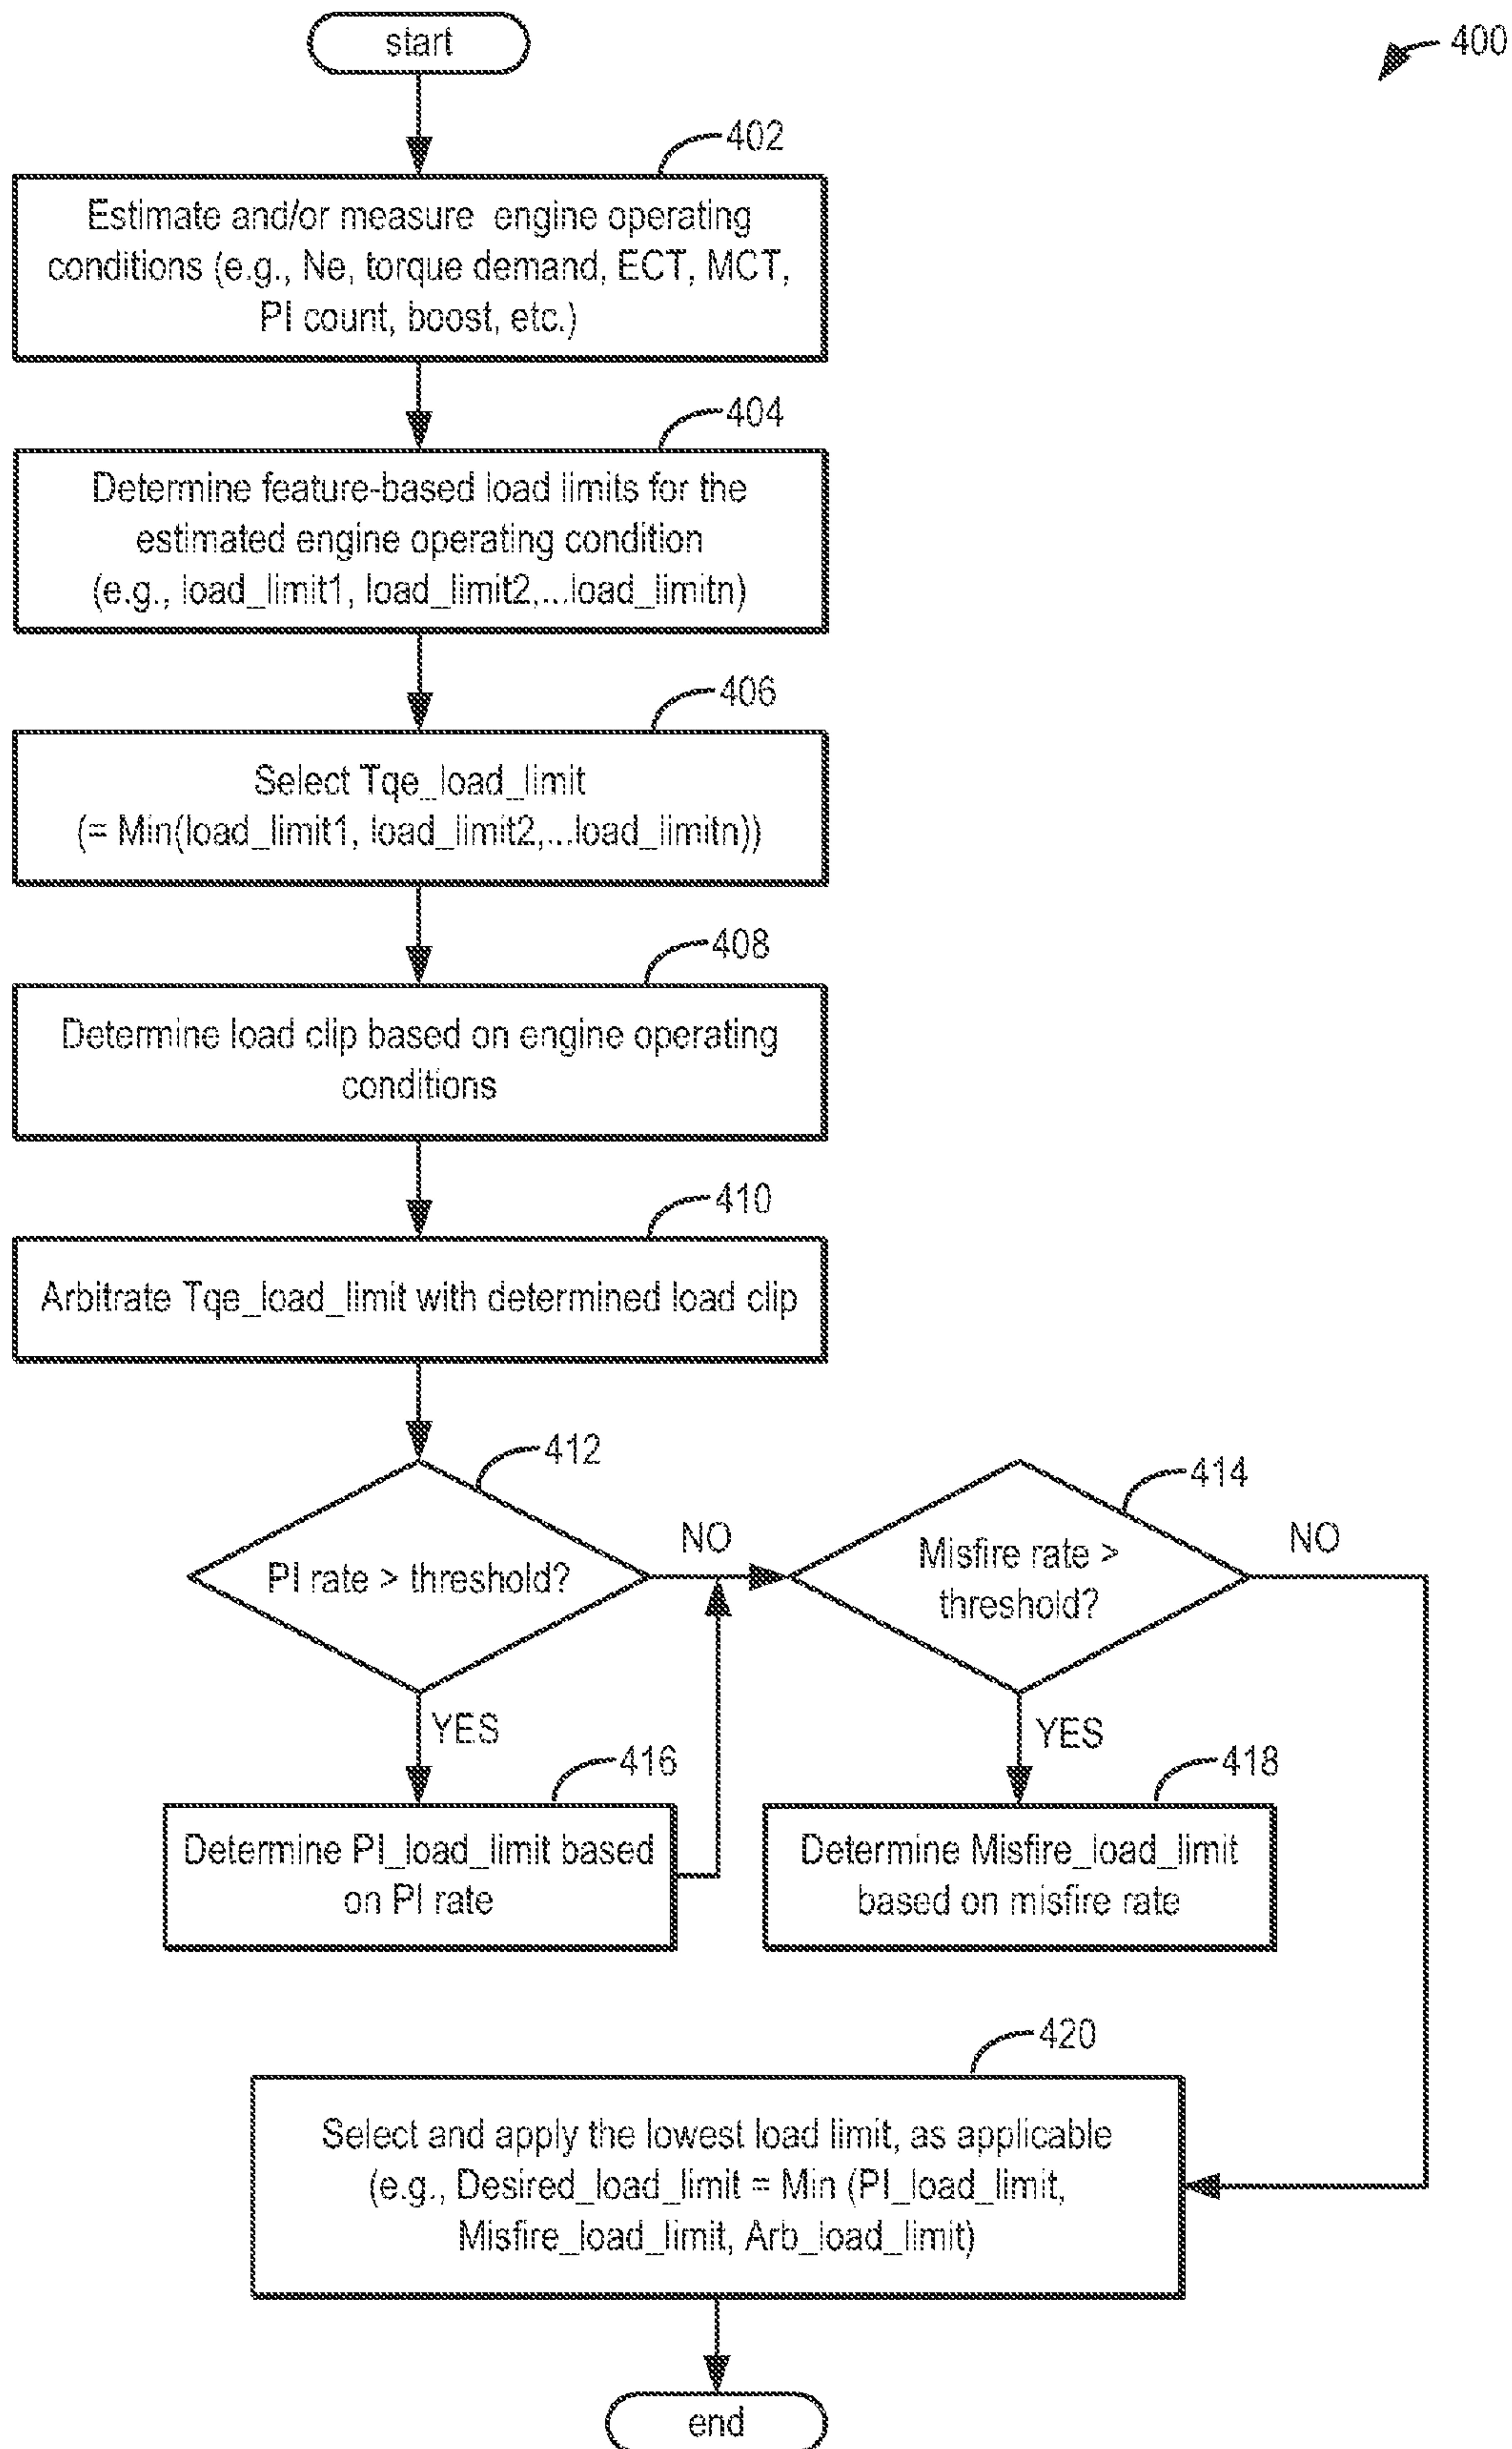 start
400
402
Estimate and/or measure engine operating
conditions (e.g., Ne, torque demand, ECT, MCT,
PI count, boost, etc.)
404
Determine feature-based load limits for the
estimated engine operating condition
(e.g., load_limit1, load_limit2,...load_limitn)
406
Select Tqe_load_limit
(= Min(load_limit1, load_limit2,...load_limitn))
408
Determine load clip based on engine operating
conditions
410
Arbitrate Tqe_load_limit with determined load clip
412
PI rate > threshold?
NO
YES
414
Misfire rate >
threshold?
NO
YES
416
Determine PI_load_limit based
on PI rate
418
Determine Misfire_load_limit
based on misfire rate
420
Select and apply the lowest load limit, as applicable
(e.g., Desired_load_limit = Min (PI_load_limit,
Misfire_load_limit, Arb_load_limit)
end